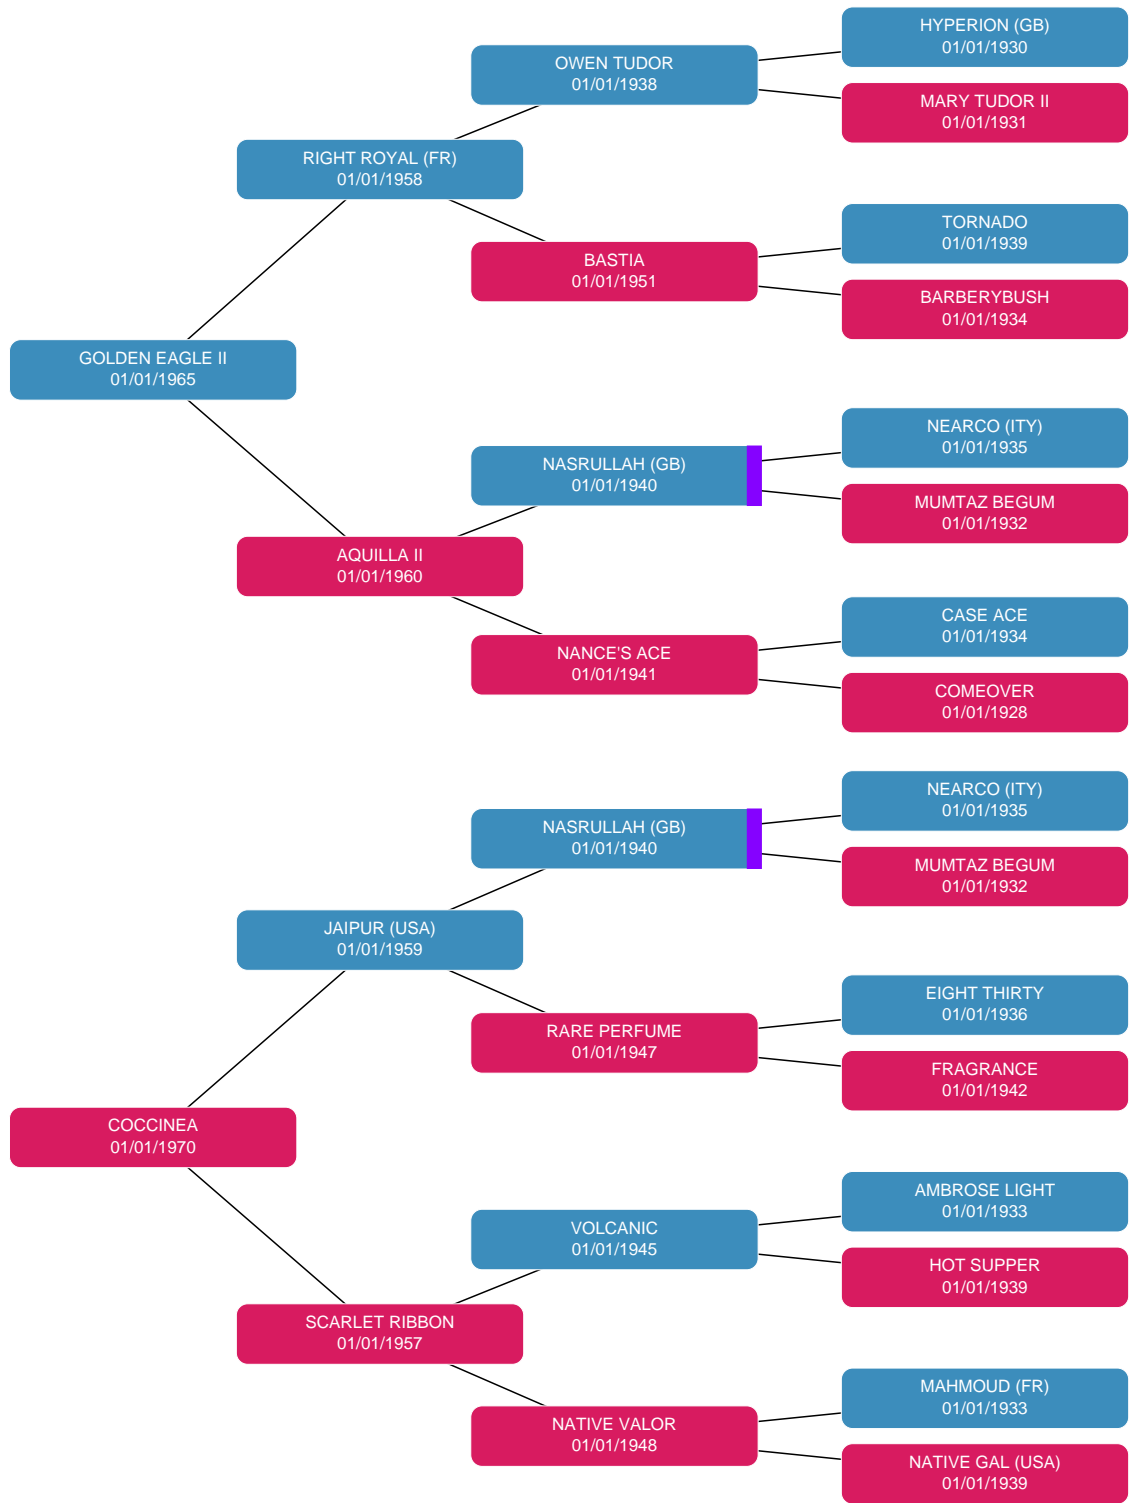 HYPERION (GB)
01/01/1930
OWEN TUDOR
01/01/1938
MARY TUDOR II
01/01/1931
RIGHT ROYAL (FR)
01/01/1958
TORNADO
01/01/1939
BASTIA
01/01/1951
BARBERYBUSH
01/01/1934
GOLDEN EAGLE II
01/01/1965
NEARCO (ITY)
01/01/1935
NASRULLAH (GB)
01/01/1940
MUMTAZ BEGUM
01/01/1932
AQUILLA II
01/01/1960
CASE ACE
01/01/1934
NANCE'S ACE
01/01/1941
COMEOVER
01/01/1928
NEARCO (ITY)
01/01/1935
NASRULLAH (GB)
01/01/1940
MUMTAZ BEGUM
01/01/1932
JAIPUR (USA)
01/01/1959
EIGHT THIRTY
01/01/1936
RARE PERFUME
01/01/1947
FRAGRANCE
01/01/1942
COCCINEA
01/01/1970
AMBROSE LIGHT
01/01/1933
VOLCANIC
01/01/1945
HOT SUPPER
01/01/1939
SCARLET RIBBON
01/01/1957
MAHMOUD (FR)
01/01/1933
NATIVE VALOR
01/01/1948
NATIVE GAL (USA)
01/01/1939